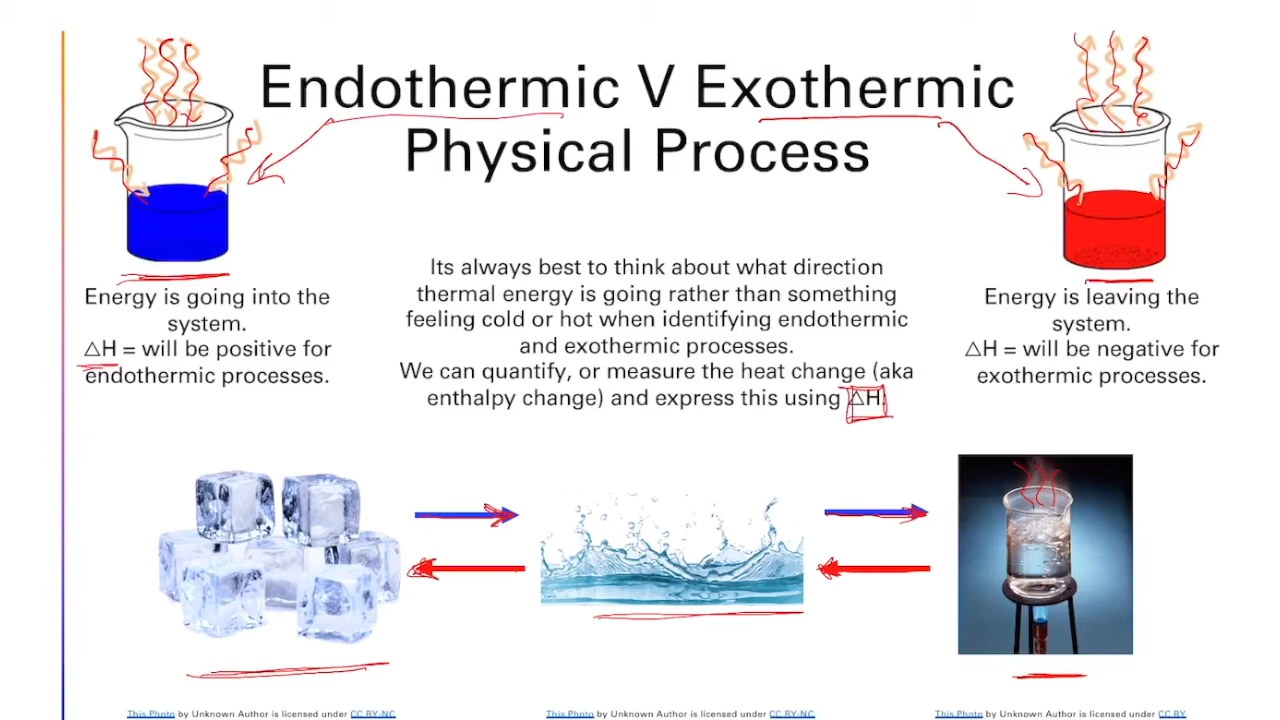 Endothermic V Exothermic
Physical Process
Energy is going into the
system.
△H = will be positive for
endothermic processes.
Its always best to think about what direction
thermal energy is going rather than something
feeling cold or hot when identifying endothermic
and exothermic processes.
We can quantify, or measure the heat change (aka
enthalpy change) and express this using △H.
Energy is leaving the
system.
△H = will be negative for
exothermic processes.
This Photo by Unknown Author is licensed under CC BY-NC
This Photo by Unknown Author is licensed under CC BY-NC
This Photo by Unknown Author is licensed under CC BY